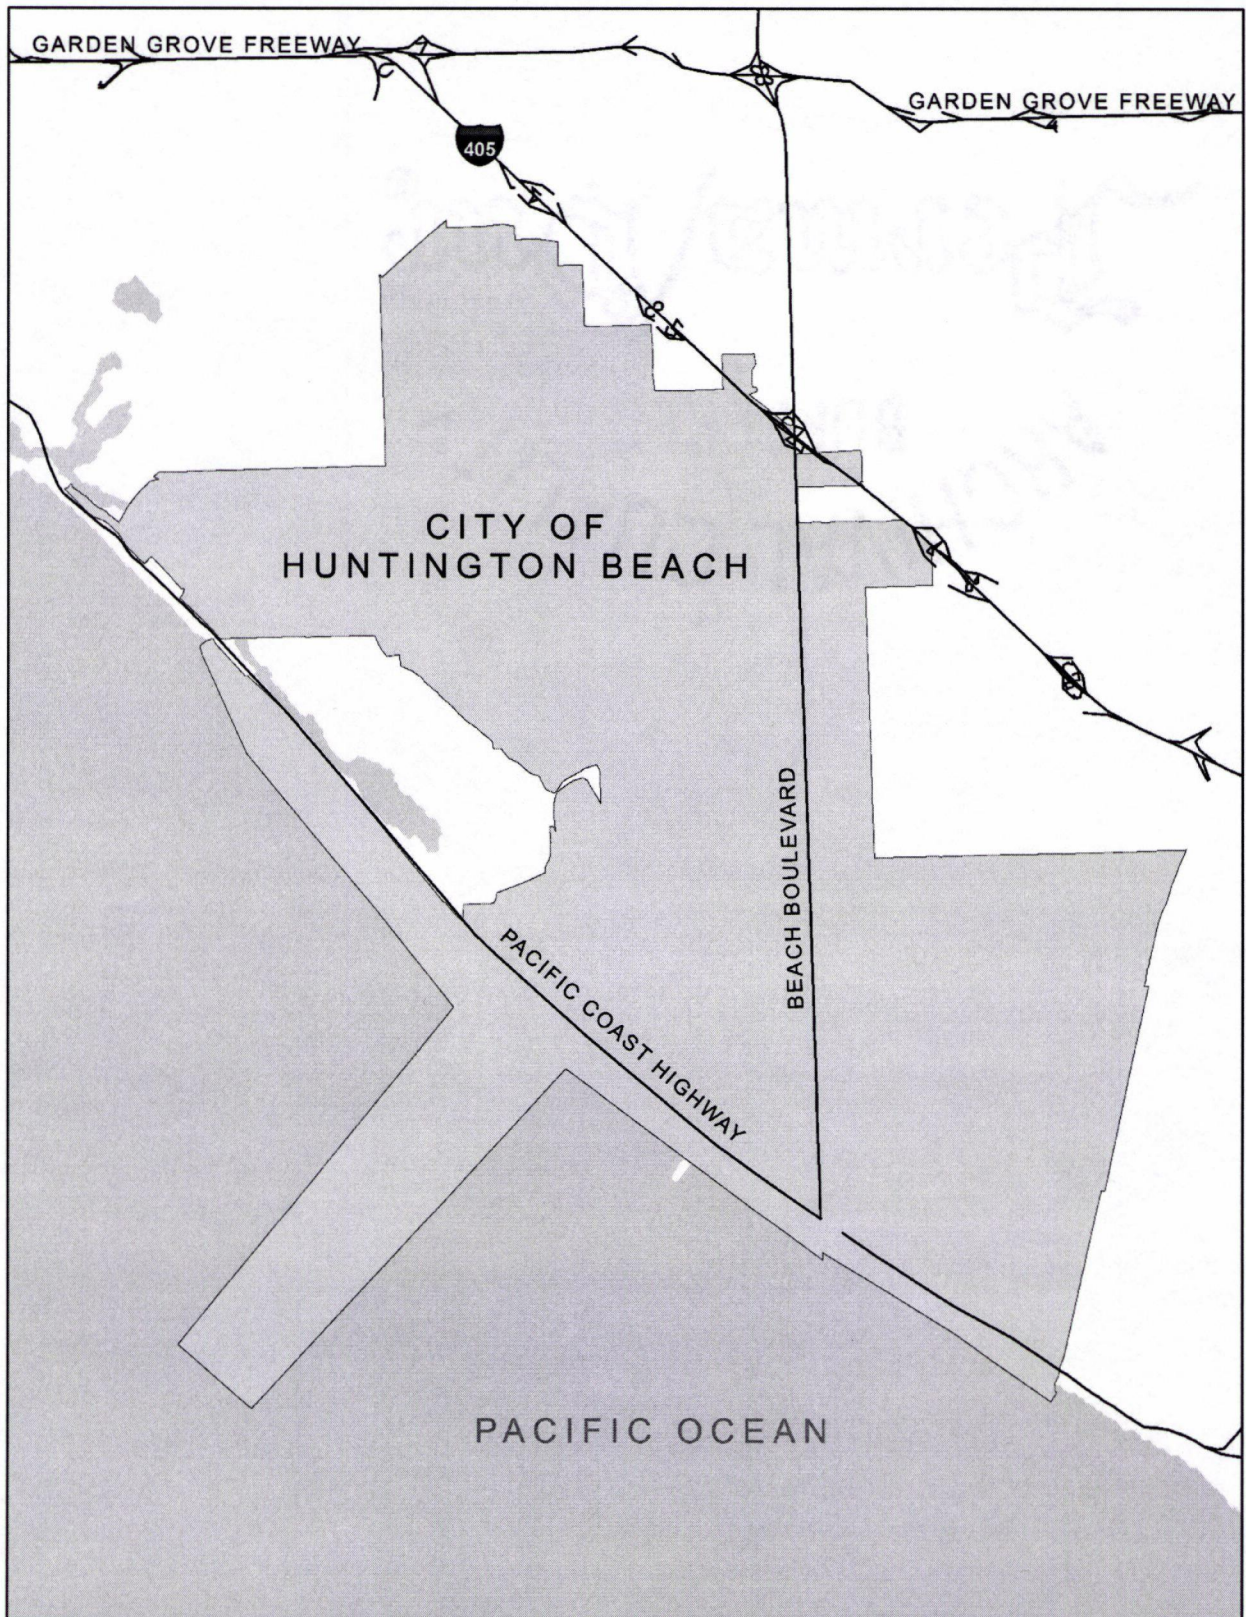 GARDEN GROVE FREEWAY
GARDEN GROVE FREEWAY
405
CITY OF
HUNTINGTON BEACH
BEACH BOULEVARD
PACIFIC COAST HIGHWAY
PACIFIC OCEAN